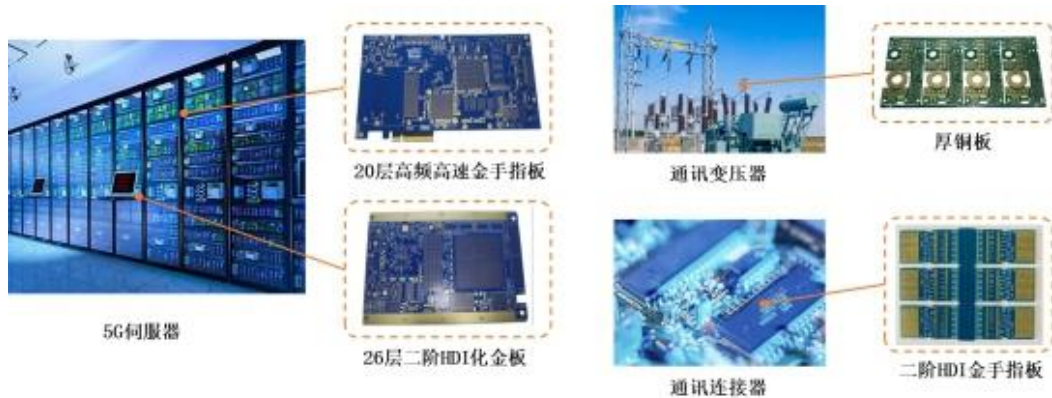 20层高频高速金手指板
5G伺服器
26层二阶HDI化金板
通讯变压器
厚铜板
通讯连接器
二阶HDI金手指板